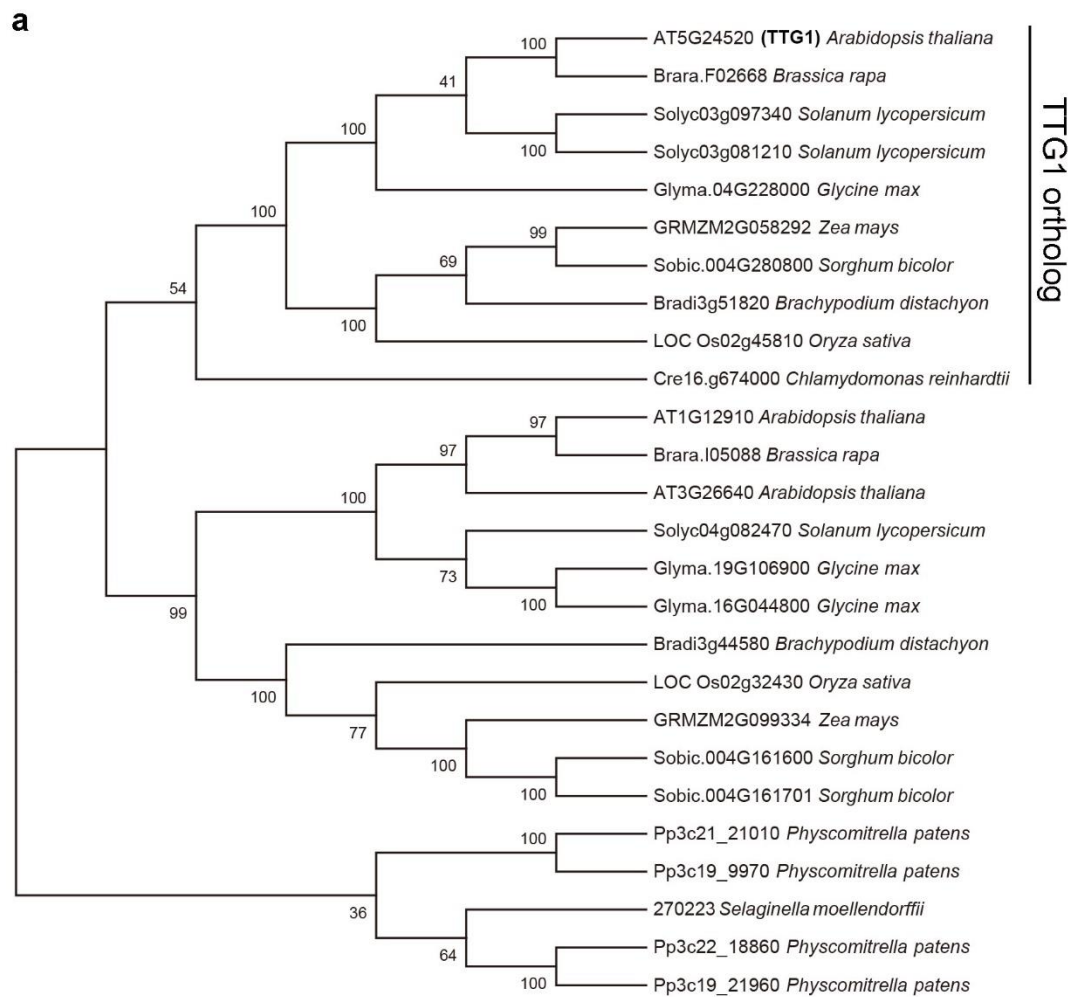 a
100
AT5G24520 (TTG1) Arabidopsis thaliana
Brara.F02668 Brassica rapa
41
Solyc03g097340 Solanum lycopersicum
100
Solyc03g081210 Solanum lycopersicum
100
Glyma.04G228000 Glycine max
100
99
GRMZM2G058292 Zea mays
Sobic.004G280800 Sorghum bicolor
69
Bradi3g51820 Brachypodium distachyon
100
LOC Os02g45810 Oryza sativa
54
Cre16.g674000 Chlamydomonas reinhardtii
TTG1 ortholog
97
AT1G12910 Arabidopsis thaliana
Brara.I05088 Brassica rapa
97
AT3G26640 Arabidopsis thaliana
100
Solyc04g082470 Solanum lycopersicum
73
Glyma.19G106900 Glycine max
100
Glyma.16G044800 Glycine max
99
Bradi3g44580 Brachypodium distachyon
100
LOC Os02g32430 Oryza sativa
77
GRMZM2G099334 Zea mays
100
Sobic.004G161600 Sorghum bicolor
100
Sobic.004G161701 Sorghum bicolor
100
Pp3c21_21010 Physcomitrella patens
Pp3c19_9970 Physcomitrella patens
36
270223 Selaginella moellendorffii
64
Pp3c22_18860 Physcomitrella patens
100
Pp3c19_21960 Physcomitrella patens